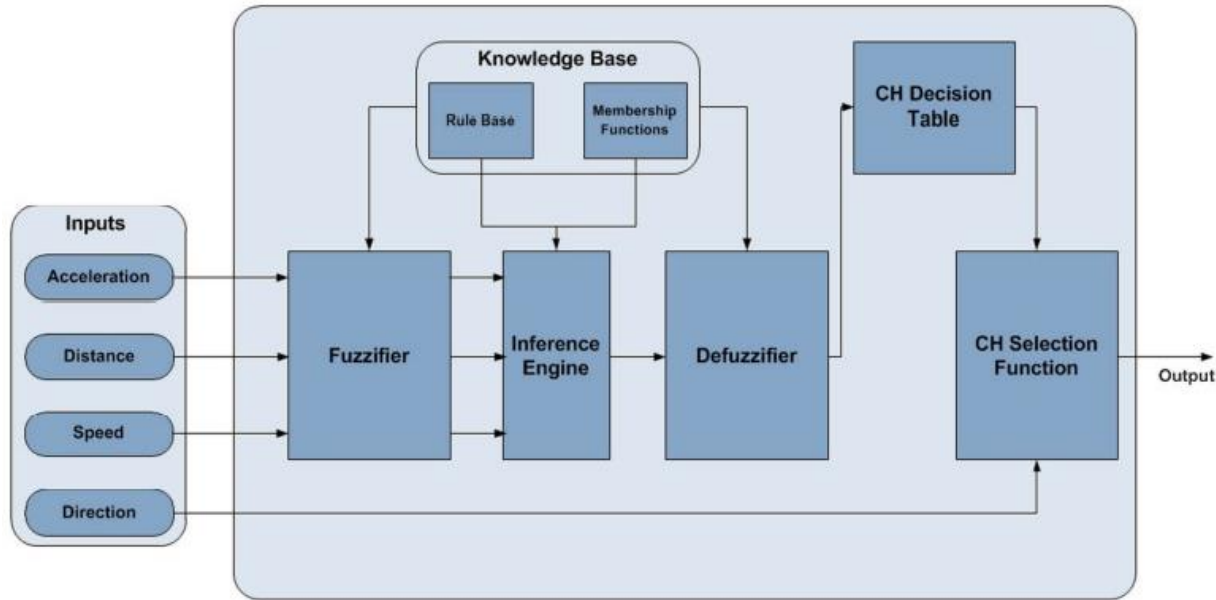 Knowledge Base
Rule Base
Membership
Functions
CH Decision
Table
Inputs
Acceleration
Distance
Speed
Direction
Fuzzifier
Inference
Engine
Defuzzifier
CH Selection
Function
Output